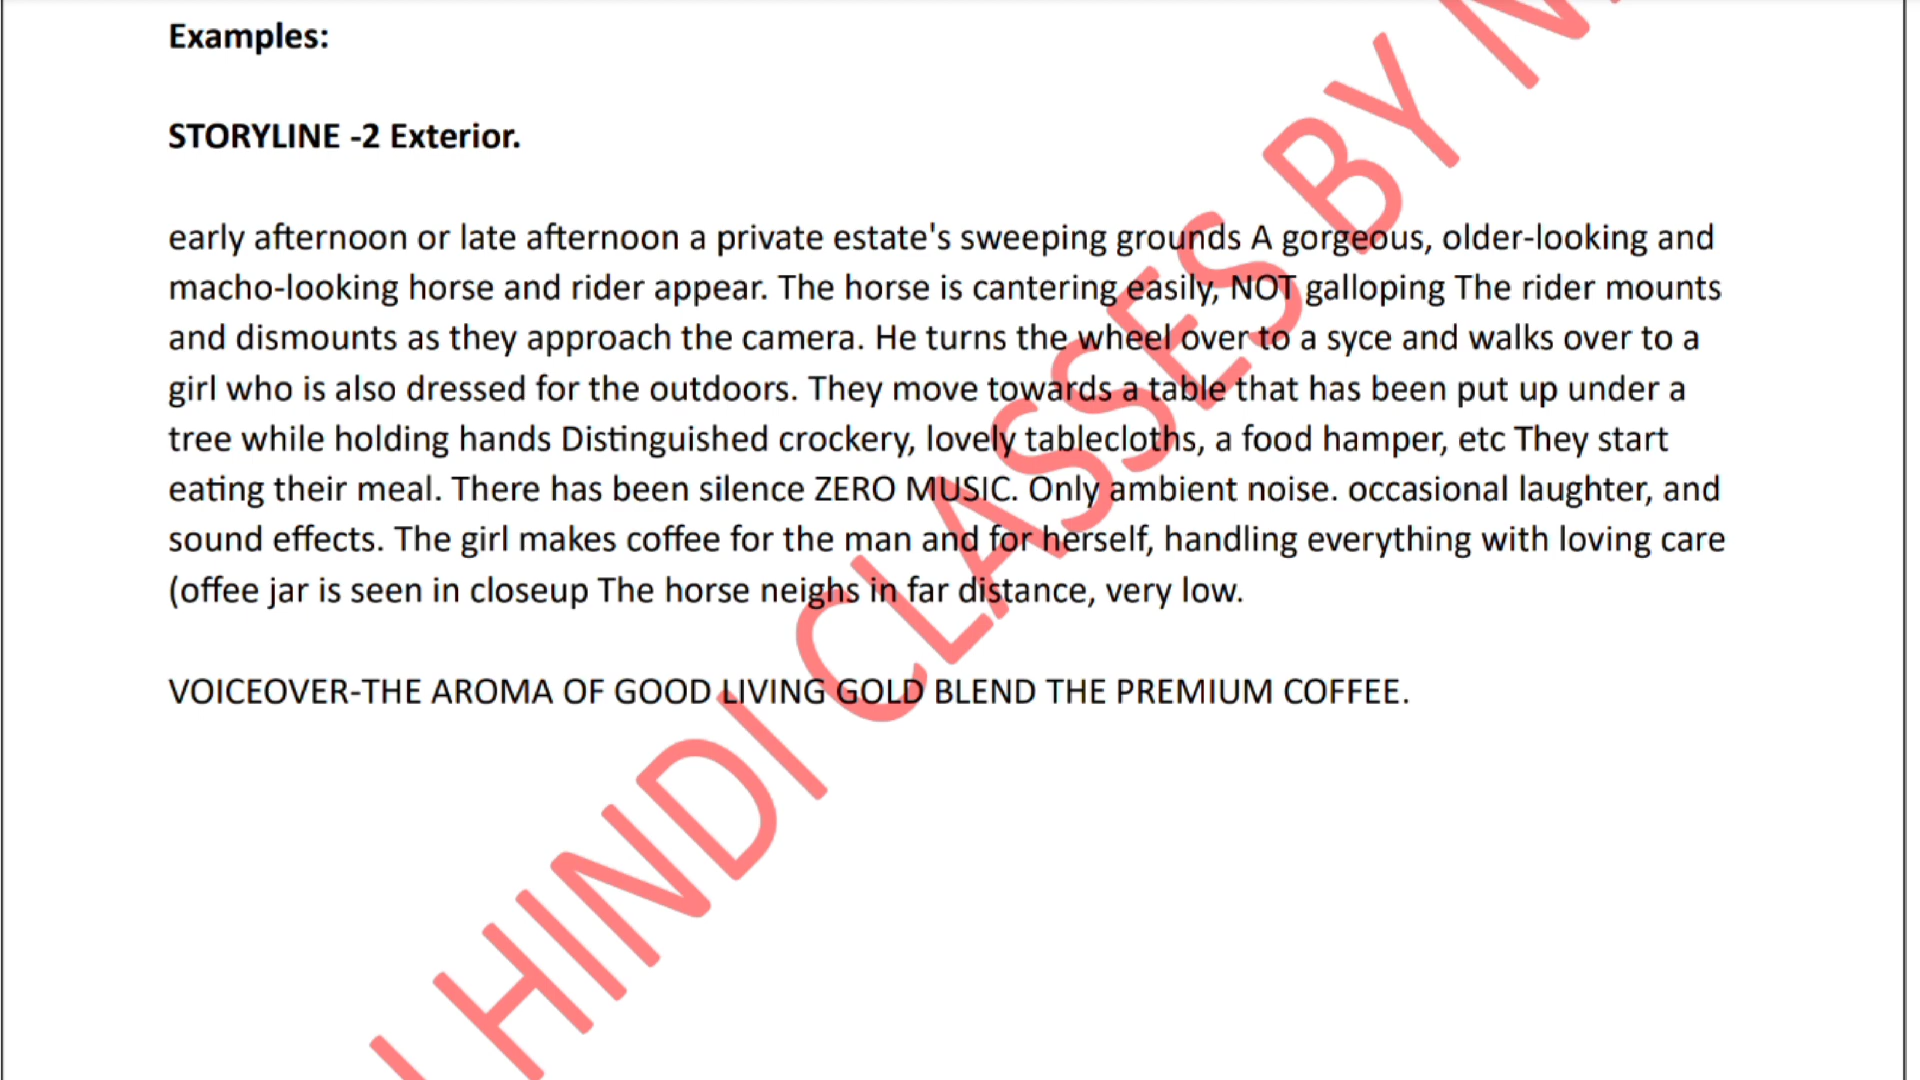 Examples:
STORYLINE -2 Exterior.
early afternoon or late afternoon a private estate's sweeping grounds A gorgeous, older-looking and
macho-looking horse and rider appear. The horse is cantering easily, NOT galloping The rider mounts
and dismounts as they approach the camera. He turns the wheel over to a syce and walks over to a
girl who is also dressed for the outdoors. They move towards a table that has been put up under a
tree while holding hands Distinguished crockery, lovely tablecloths, a food hamper, etc They start
eating their meal. There has been silence ZERO MUSIC. Only ambient noise. occasional laughter, and
sound effects. The girl makes coffee for the man and for herself, handling everything with loving care
(offee jar is seen in closeup The horse neighs in far distance, very low.
VOICEOVER-THE AROMA OF GOOD LIVING GOLD BLEND THE PREMIUM COFFEE.
HINDI CLASSES BY